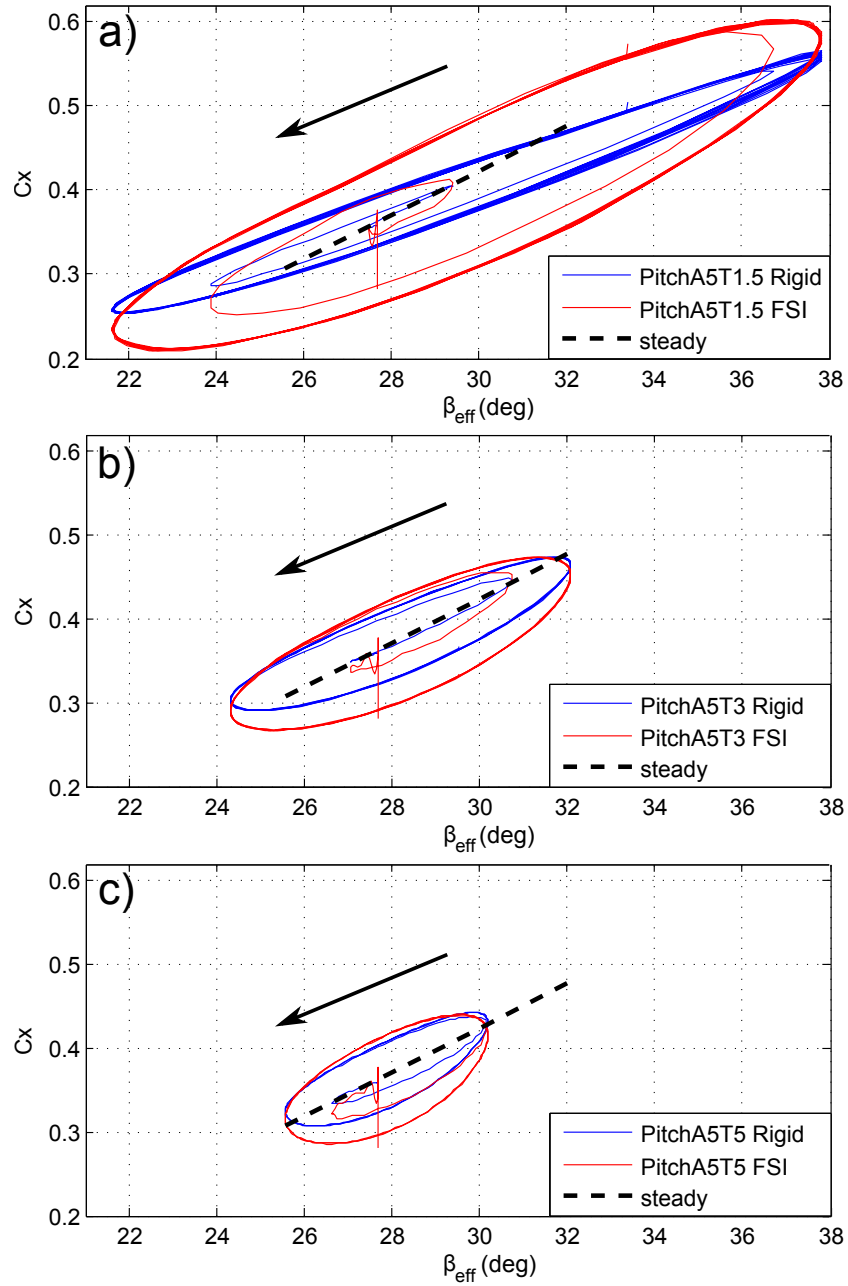 a)
0.6
0.5
Cx
0.4
0.3
0.2
PitchA5T1.5 Rigid
PitchA5T1.5 FSI
steady
22 24 26 28 30 32 34 36 38
βeff (deg)
b)
0.6
0.5
Cx
0.4
0.3
0.2
PitchA5T3 Rigid
PitchA5T3 FSI
steady
22 24 26 28 30 32 34 36 38
βeff (deg)
c)
0.6
0.5
Cx
0.4
0.3
0.2
PitchA5T5 Rigid
PitchA5T5 FSI
steady
22 24 26 28 30 32 34 36 38
βeff (deg)